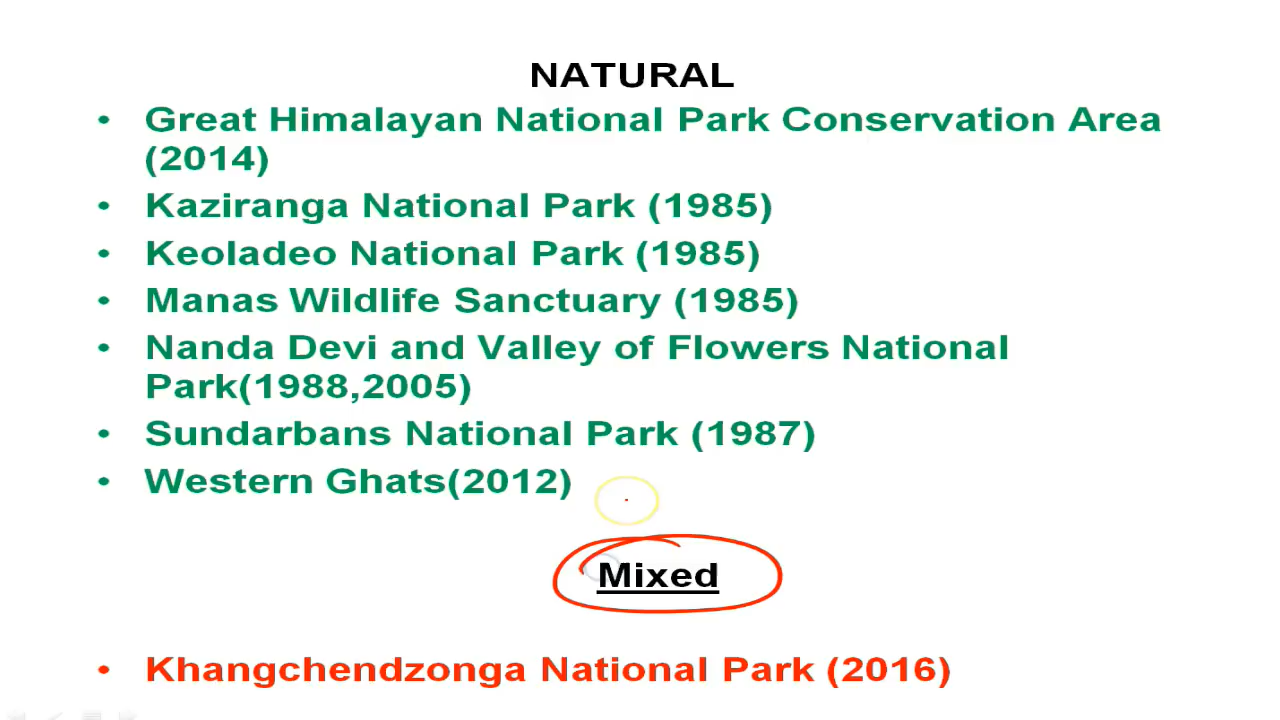 NATURAL
• Great Himalayan National Park Conservation Area
(2014)
• Kaziranga National Park (1985)
• Keoladeo National Park (1985)
• Manas Wildlife Sanctuary (1985)
• Nanda Devi and Valley of Flowers National
Park(1988,2005)
• Sundarbans National Park (1987)
• Western Ghats(2012)
Mixed
• Khangchendzonga National Park (2016)